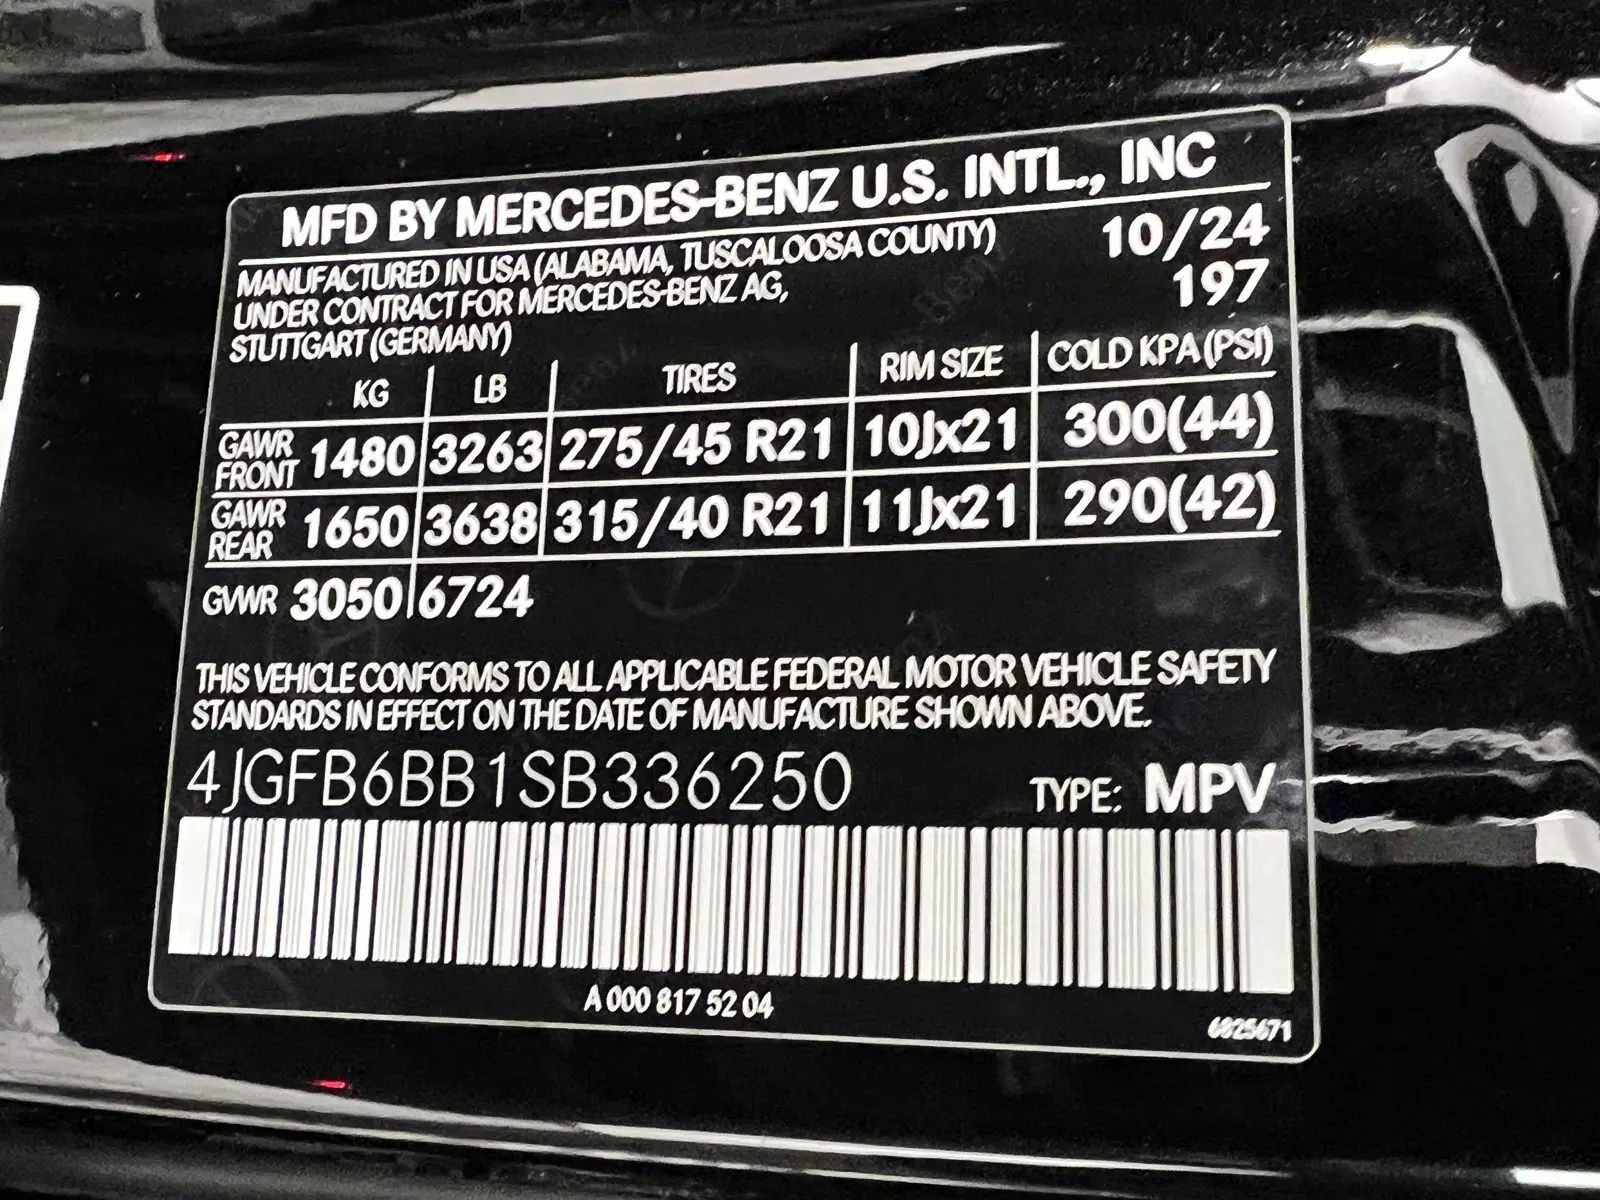 MFD BY MERCEDES-BENZ U.S. INTL., INC
MANUFACTURED IN USA (ALABAMA, TUSCALOOSA COUNTY) 10/24
UNDER CONTRACT FOR MERCEDES-BENZ AG, 197
STUTTGART (GERMANY)
KG LB TIRES RIM SIZE COLD KPA (PSI)
GAWR FRONT 1480 3263 275/45 R21 10Jx21 300(44)
GAWR REAR 1650 3638 315/40 R21 11Jx21 290(42)
GVWR 3050 6724
THIS VEHICLE CONFORMS TO ALL APPLICABLE FEDERAL MOTOR VEHICLE SAFETY
STANDARDS IN EFFECT ON THE DATE OF MANUFACTURE SHOWN ABOVE.
4JGFB6BB1SB336250 TYPE: MPV
A 000 817 52 04
6825671